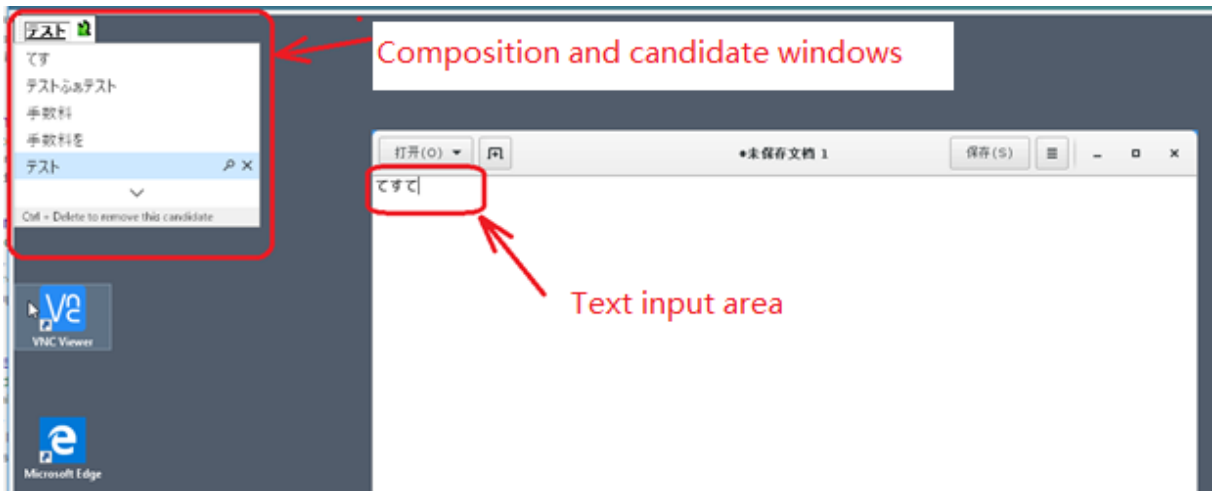 テスト
てす
テストふぁテスト
手数料
手数料を
テスト
Ctrl + Delete to remove this candidate
Composition and candidate windows
打开(O)
•未保存文档 1
保存(S)
てすて
Text input area
VNC Viewer
Microsoft Edge